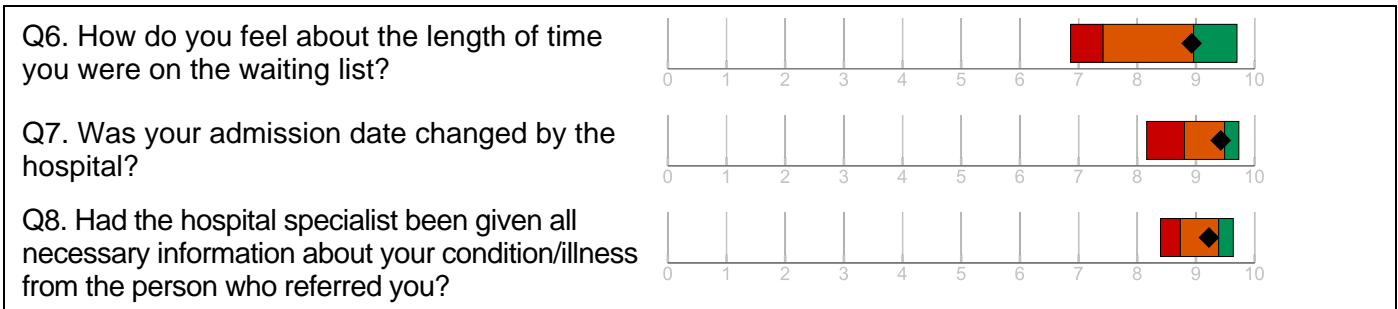 Q6. How do you feel about the length of time
you were on the waiting list?
0 1 2 3 4 5 6 7 8 9 10
Q7. Was your admission date changed by the
hospital?
0 1 2 3 4 5 6 7 8 9 10
Q8. Had the hospital specialist been given all
necessary information about your condition/illness
from the person who referred you?
0 1 2 3 4 5 6 7 8 9 10